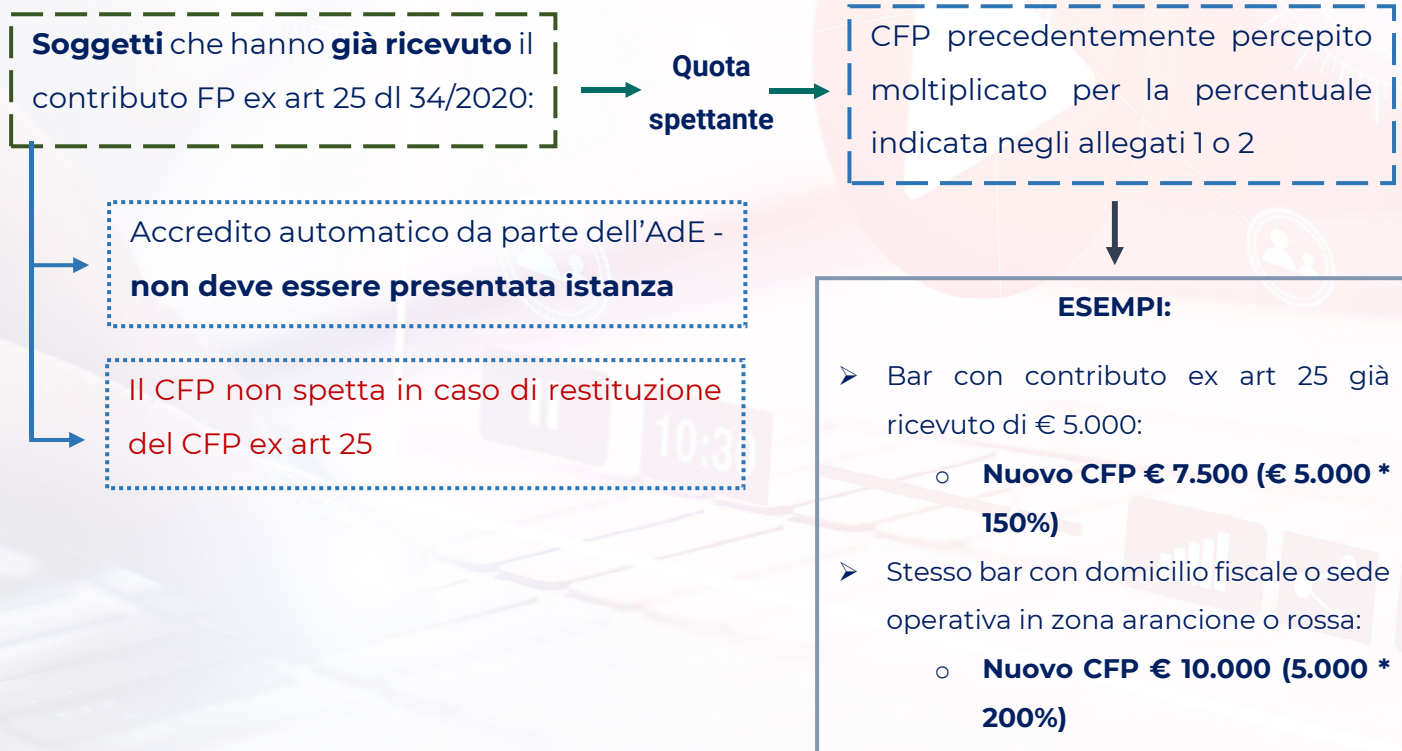 Soggetti che hanno già ricevuto il
contributo FP ex art 25 dl 34/2020:
Quota
spettante
CFP precedentemente percepito
moltiplicato per la percentuale
indicata negli allegati 1 o 2
Accredito automatico da parte dell'AdE -
non deve essere presentata istanza
Il CFP non spetta in caso di restituzione
del CFP ex art 25
10:30
ESEMPI:
➢ Bar con contributo ex art 25 già
ricevuto di € 5.000:
o Nuovo CFP € 7.500 (€ 5.000 *
150%)
➢ Stesso bar con domicilio fiscale o sede
operativa in zona arancione o rossa:
o Nuovo CFP € 10.000 (5.000 *
200%)